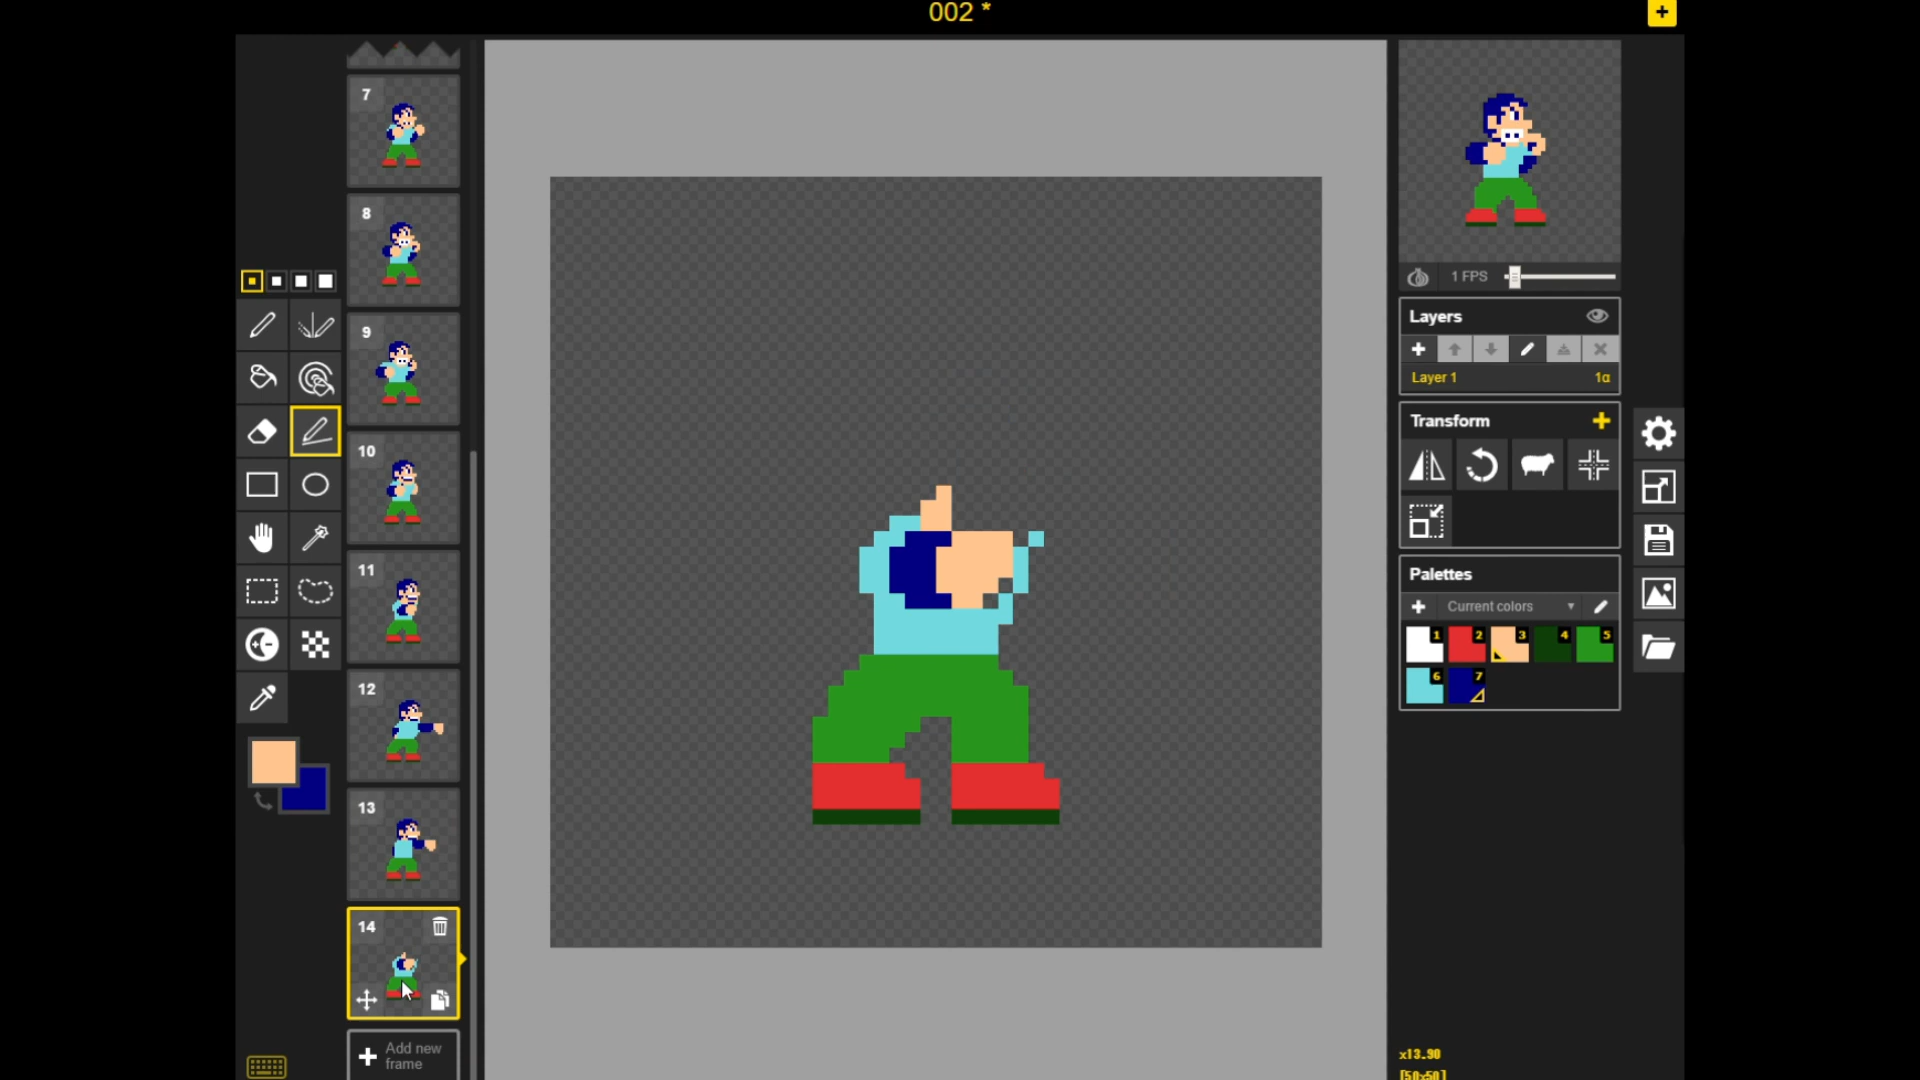 002 *
+
7
8
9
10
11
12
13
14
Add new
frame
1 FPS
Layers
Layer 1
1α
Transform
Palettes
Current colors
1 2 3 4 5
6 7
x13.90
[50x50]